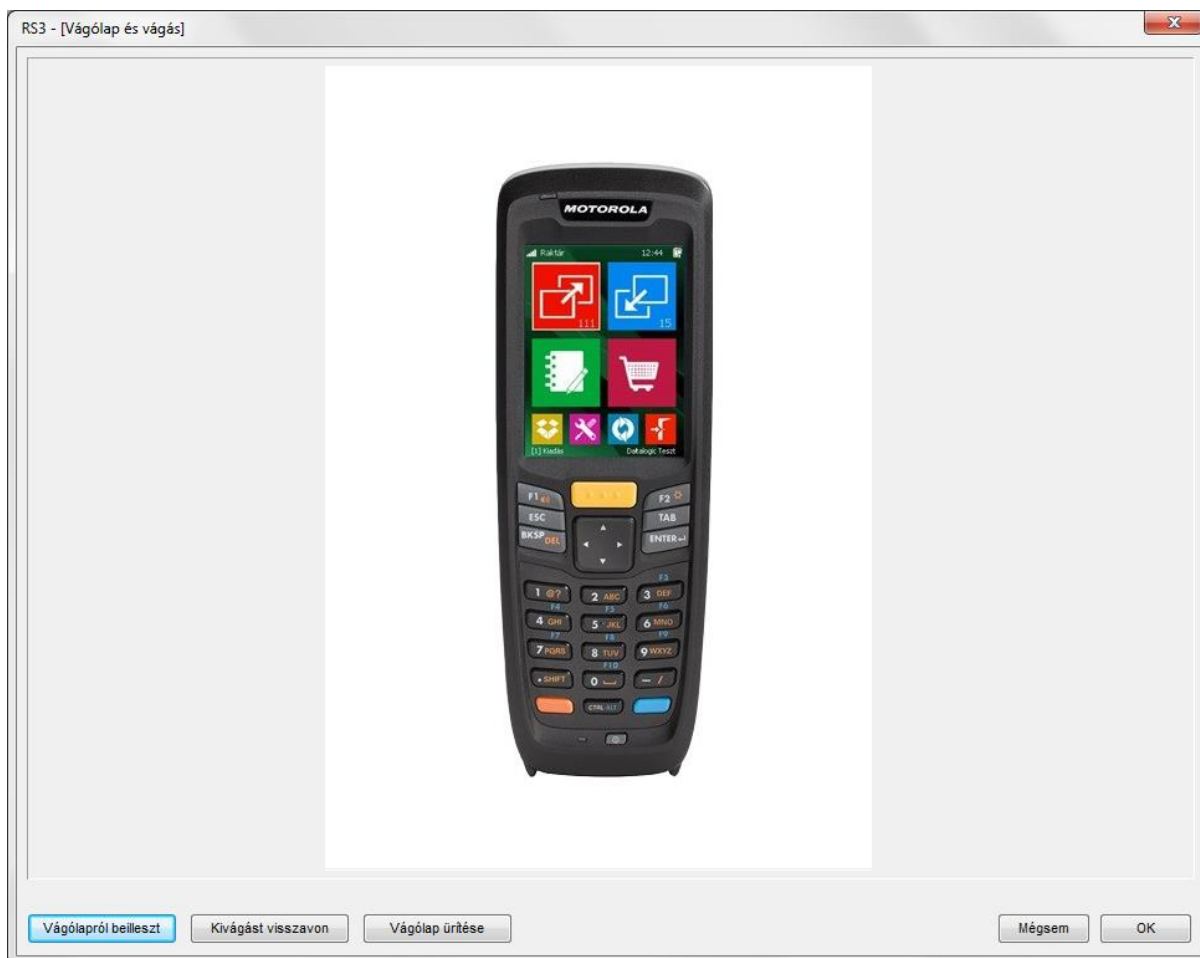 RS3 - [Vágólap és vágás]
MOTOROLA
Raktár 12:44
111 15
[1] Kiadás Datalogic Teszt
F1 F2
ESC TAB
BKSP DEL ENTER
F3
1 @? 2 ABC 3 DEF
F4 F5 F6
4 GHI 5 JKL 6 MNO
F7 F8 F9
7 PQRS 8 TUV 9 WXYZ
F10
. SHIFT 0 - /
CTRL ALT
Vágólapról beilleszt Kivágást visszavon Vágólap ürítése Mégsem OK